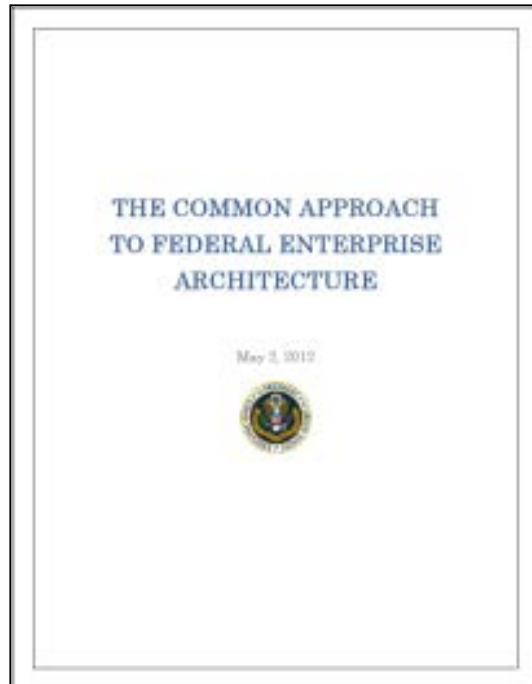 THE COMMON APPROACH
TO FEDERAL ENTERPRISE
ARCHITECTURE
May 2, 2012